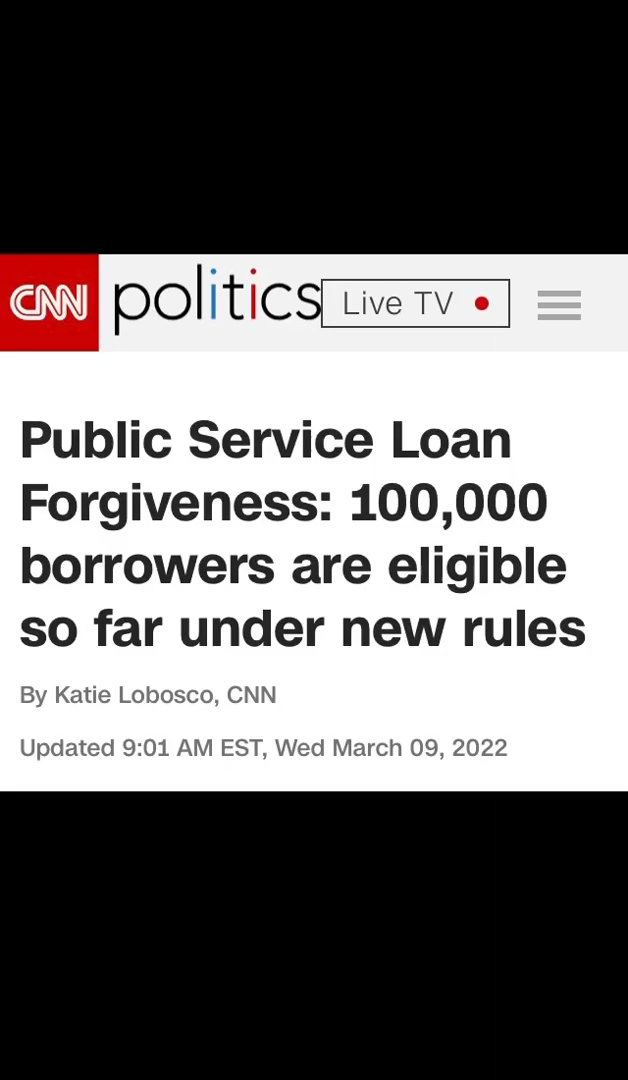 CNN politics Live TV
Public Service Loan
Forgiveness: 100,000
borrowers are eligible
so far under new rules
By Katie Lobosco, CNN
Updated 9:01 AM EST, Wed March 09, 2022